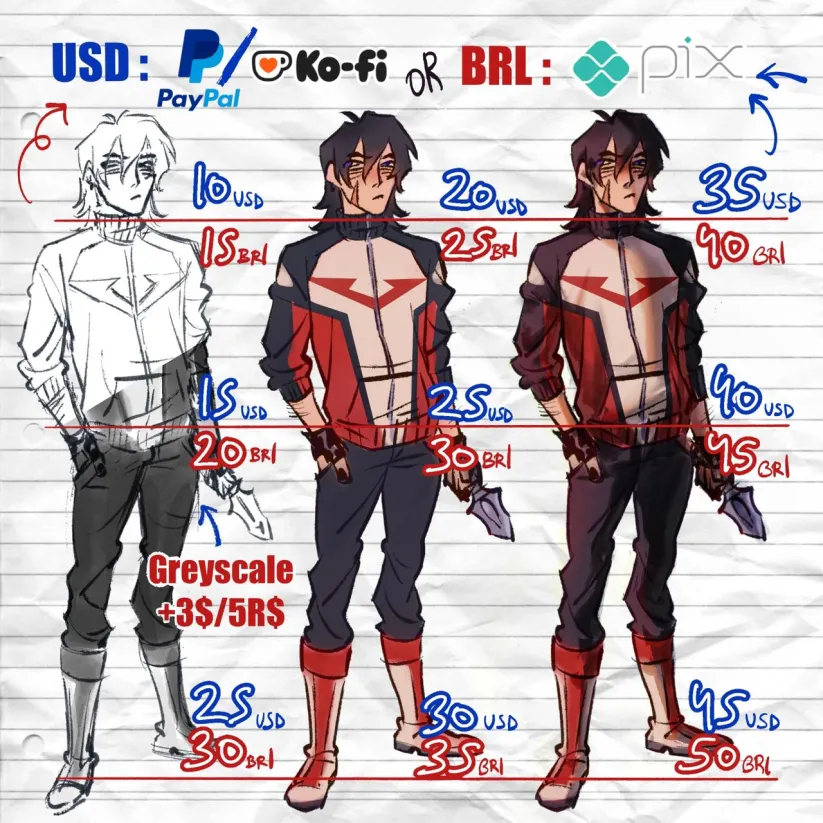 USD: PayPal / Ko-fi OR BRL: pix
10 USD 20 USD 35 USD
15 BRl 25 BRl 40 BRl
15 USD 25 USD 40 USD
20 BRl 30 BRl 45 BRl
Greyscale
+3$/5R$
25 USD 30 USD 45 USD
30 BRl 35 BRl 50 BRl